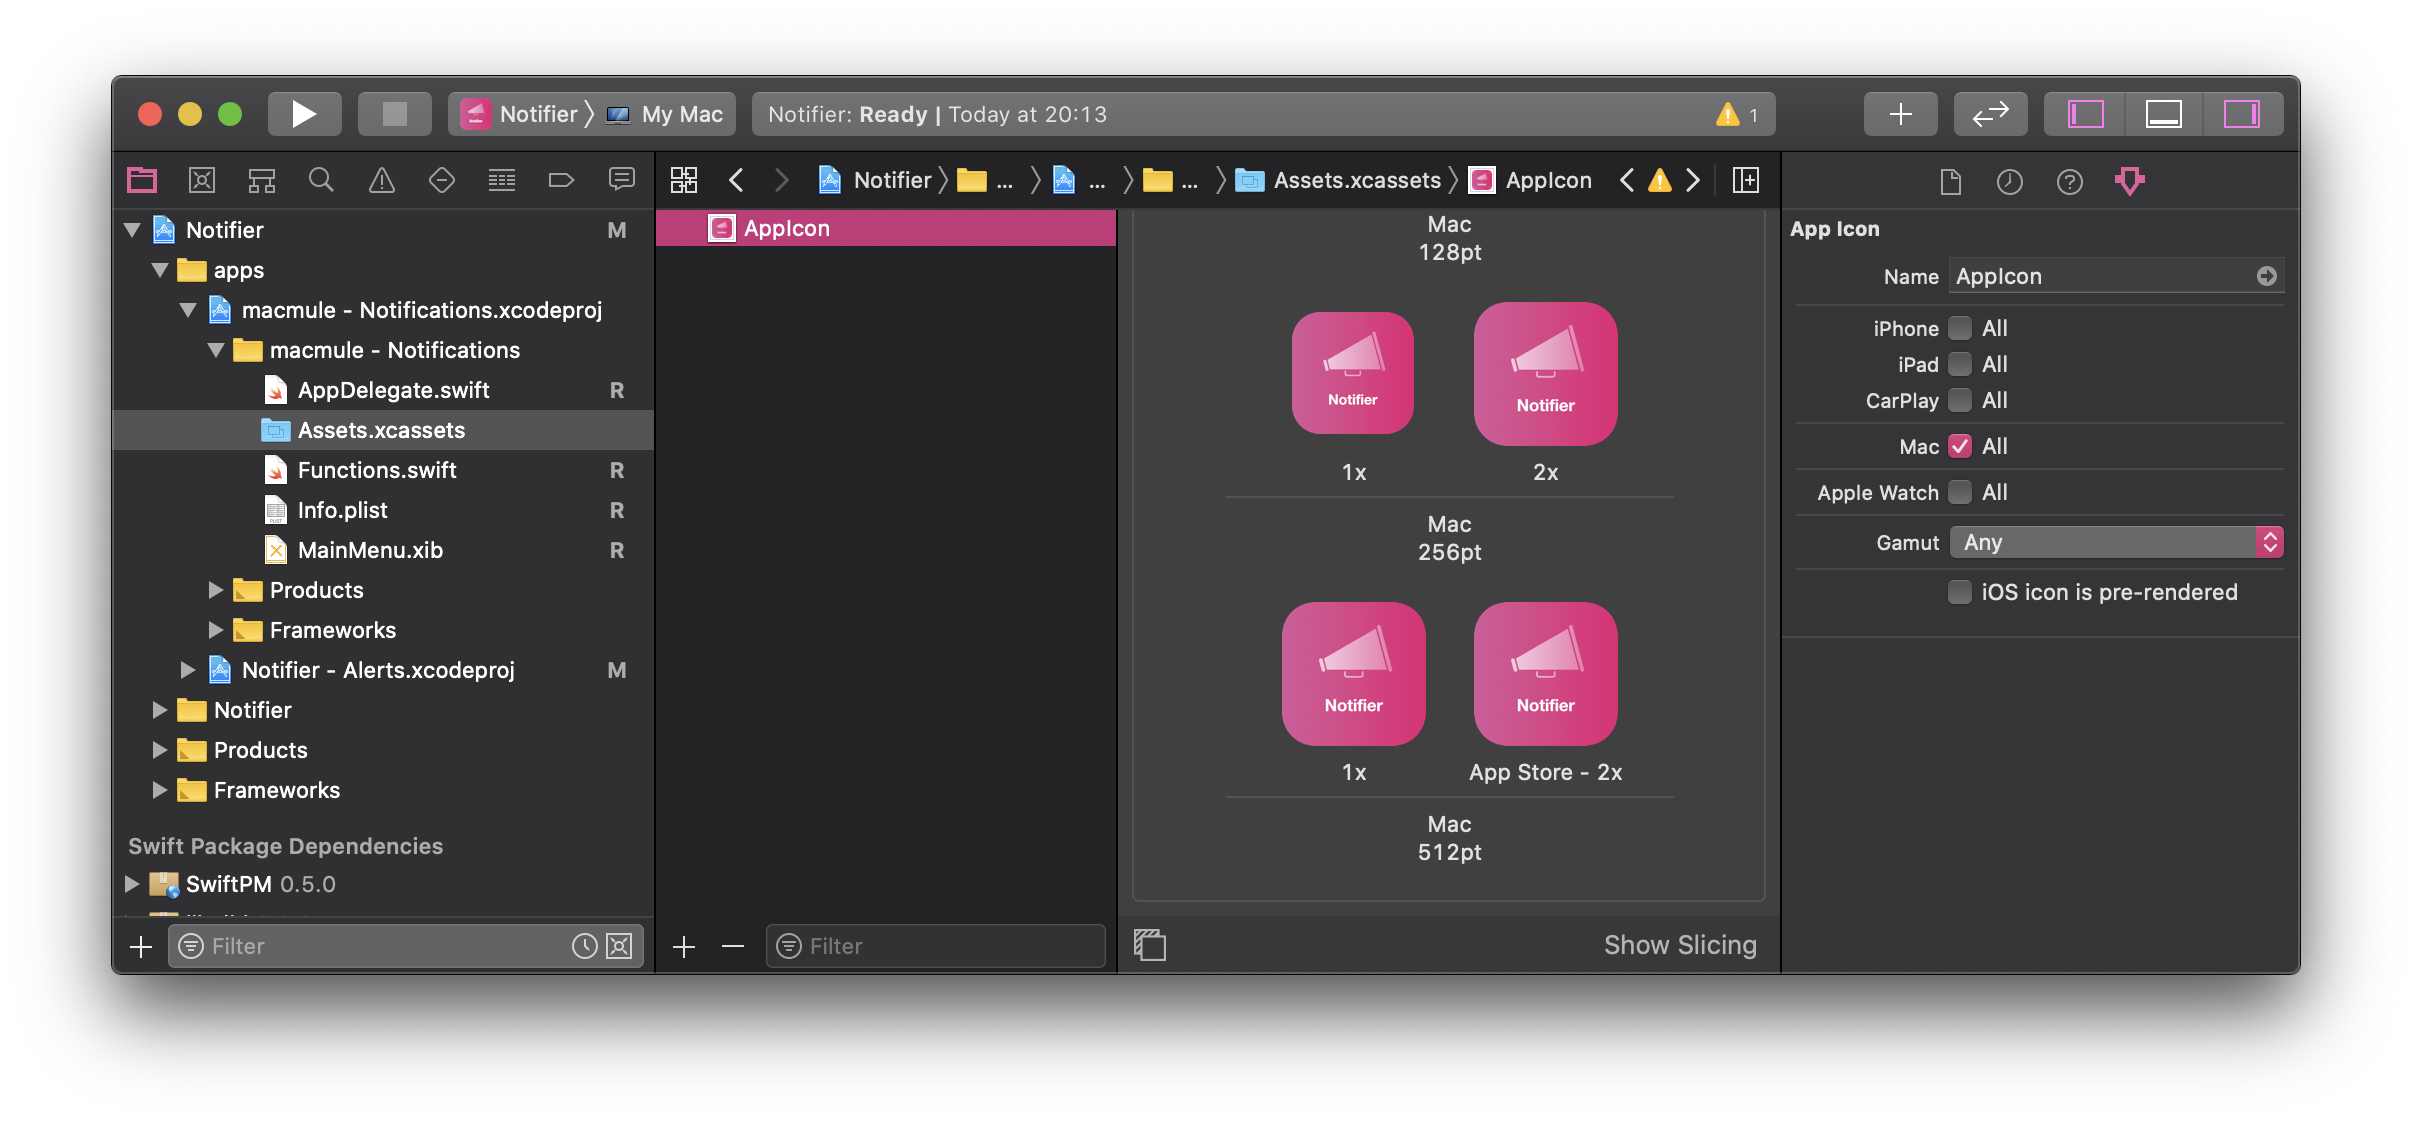 Notifier 〉 My Mac
Notifier: Ready | Today at 20:13
1
Notifier M
apps
macmule - Notifications.xcodeproj
macmule - Notifications
AppDelegate.swift R
Assets.xcassets
Functions.swift R
Info.plist R
MainMenu.xib R
Products
Frameworks
Notifier - Alerts.xcodeproj M
Notifier
Products
Frameworks
Swift Package Dependencies
SwiftPM 0.5.0
Filter
Notifier 〉 ... 〉 ... 〉 ... 〉 Assets.xcassets 〉 AppIcon
AppIcon
Filter
Mac
128pt
Notifier
Notifier
1x
2x
Mac
256pt
Notifier
Notifier
1x
App Store - 2x
Mac
512pt
Show Slicing
App Icon
Name AppIcon
iPhone All
iPad All
CarPlay All
Mac All
Apple Watch All
Gamut Any
iOS icon is pre-rendered